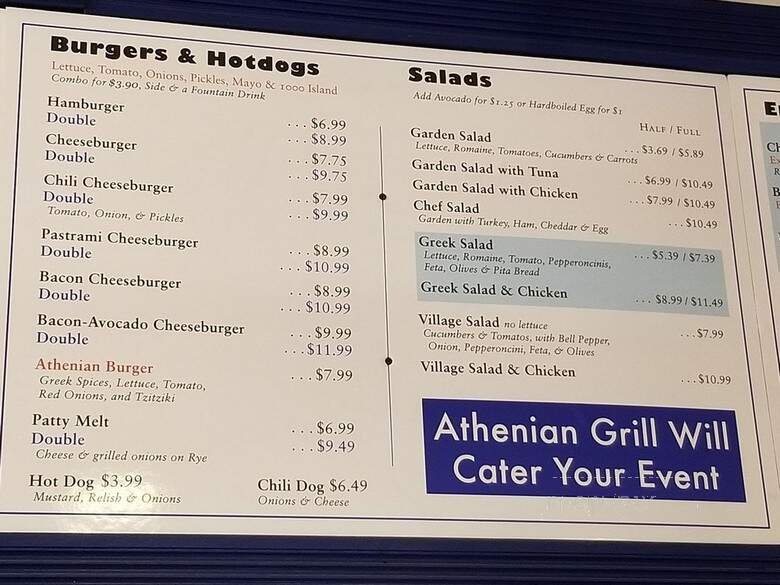 Burgers & Hotdogs
Lettuce, Tomato, Onions, Pickles, Mayo & 1000 Island
Combo for $3.90, Side & a Fountain Drink
Hamburger ...$6.99
Double ...$8.99
Cheeseburger ...$7.75
Double ...$9.75
Chili Cheeseburger ...$7.99
Double ...$9.99
Tomato, Onion, & Pickles
Pastrami Cheeseburger ...$8.99
Double ...$10.99
Bacon Cheeseburger ...$8.99
Double ...$10.99
Bacon-Avocado Cheeseburger ...$9.99
Double ...$11.99
Athenian Burger ...$7.99
Greek Spices, Lettuce, Tomato,
Red Onions, and Tzitziki
Patty Melt ...$6.99
Double ...$9.49
Cheese & grilled onions on Rye
Hot Dog $3.99
Mustard, Relish & Onions
Chili Dog $6.49
Onions & Cheese
Salads
Add Avocado for $1.25 or Hardboiled Egg for $1
Half / Full
Garden Salad ...$3.69 / $5.89
Lettuce, Romaine, Tomatoes, Cucumbers & Carrots
Garden Salad with Tuna ...$6.99 / $10.49
Garden Salad with Chicken ...$7.99 / $10.49
Chef Salad ...$10.49
Garden with Turkey, Ham, Cheddar & Egg
Greek Salad ...$5.39 / $7.39
Lettuce, Romaine, Tomato, Pepperoncinis,
Feta, Olives & Pita Bread
Greek Salad & Chicken ...$8.99 / $11.49
Village Salad no lettuce ...$7.99
Cucumbers & Tomatos, with Bell Pepper,
Onion, Pepperoncini, Feta, & Olives
Village Salad & Chicken ...$10.99
Athenian Grill Will
Cater Your Event